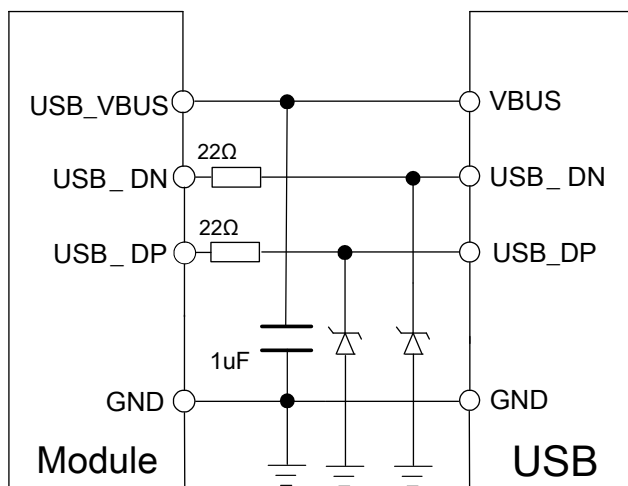 USB_VBUS
VBUS
22Ω
USB_ DN
USB_ DN
22Ω
USB_ DP
USB_DP
1uF
GND
GND
Module
USB